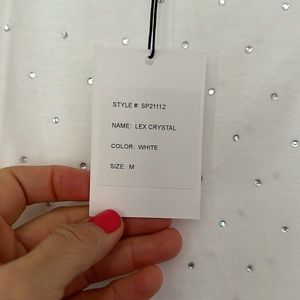 STYLE #: SP21112
NAME: LEX CRYSTAL
COLOR: WHITE
SIZE: M